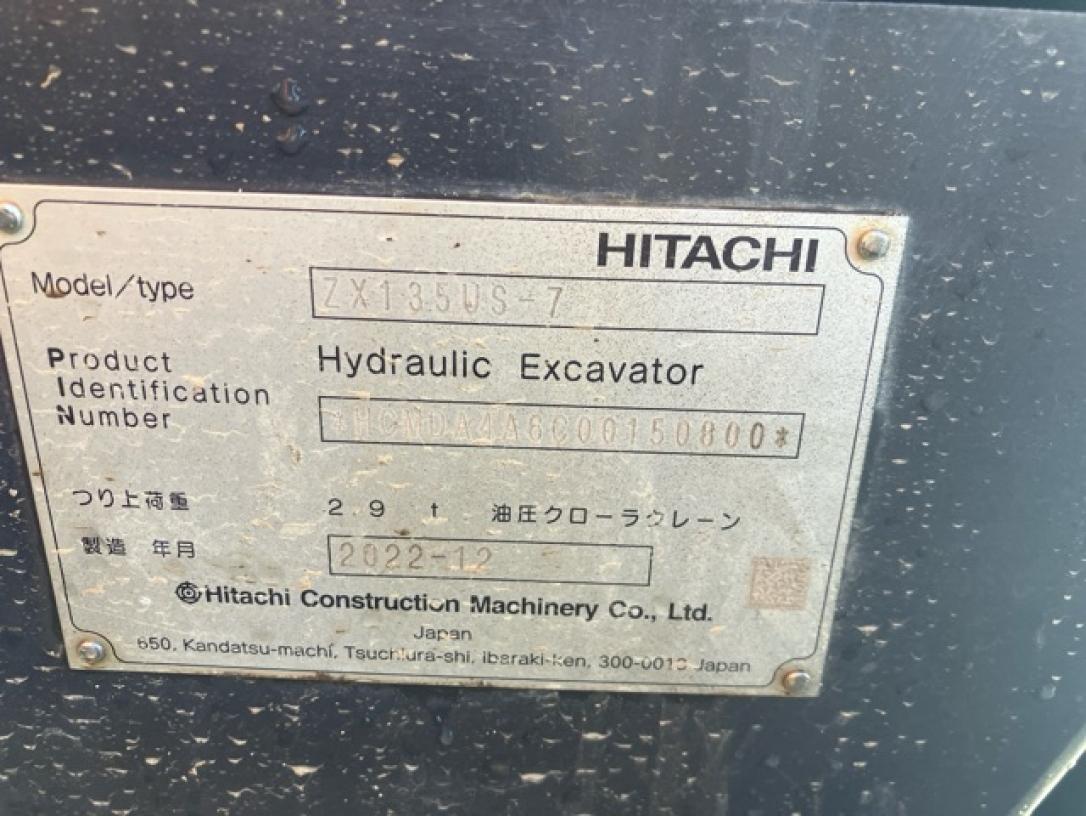 HITACHI
Model/type ZX135US-7
Product Identification Number
Hydraulic Excavator
*HCMDA4A6C00150800*
つり上荷重 2.9 t 油圧クローラクレーン
製造 年月 2022-12
Hitachi Construction Machinery Co., Ltd.
Japan
650, Kandatsu-machi, Tsuchiura-shi, Ibaraki-ken, 300-0013 Japan